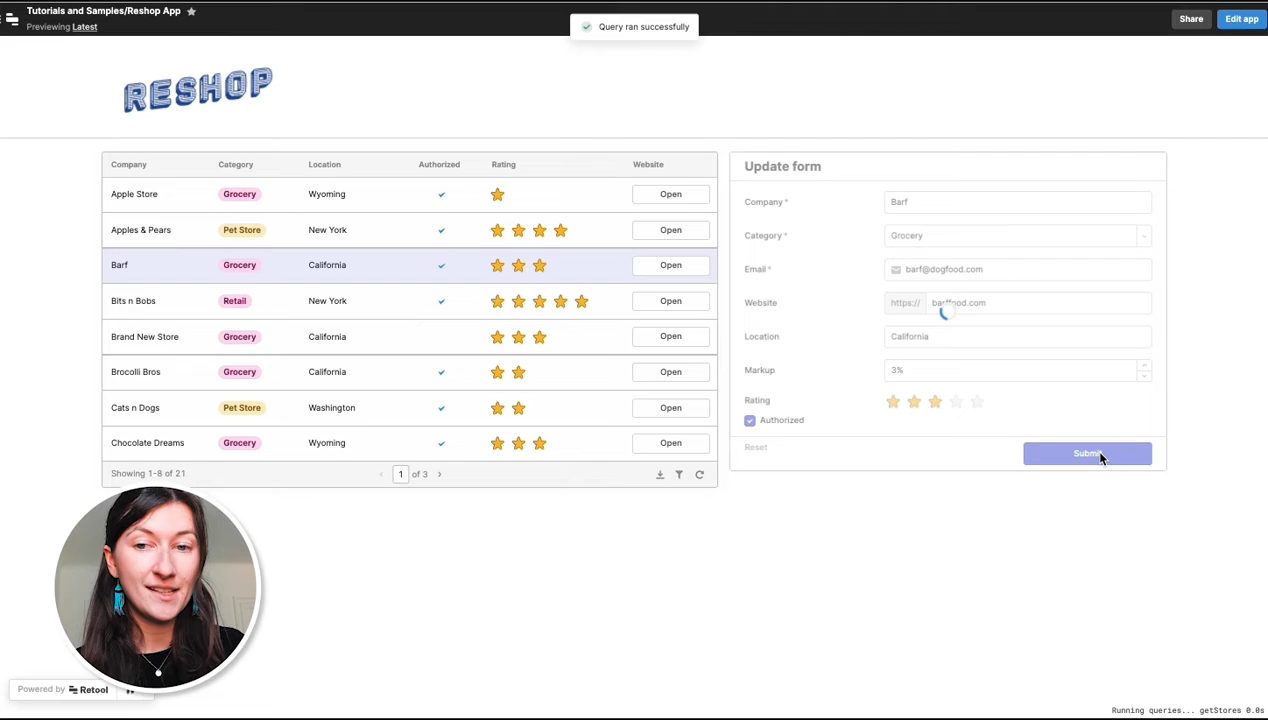 Tutorials and Samples/Reshop App
Previewing Latest
Query ran successfully
Share
Edit app
RESHOP
Company Category Location Authorized Rating Website
Apple Store Grocery Wyoming Open
Apples & Pears Pet Store New York Open
Barf Grocery California Open
Bits n Bobs Retail New York Open
Brand New Store Grocery California Open
Brocolli Bros Grocery California Open
Cats n Dogs Pet Store Washington Open
Chocolate Dreams Grocery Wyoming Open
Showing 1-8 of 21
1 of 3
Update form
Company * Barf
Category * Grocery
Email * barf@dogfood.com
Website https:// barffood.com
Location California
Markup 3%
Rating
Authorized
Reset
Submit
Powered by Retool
Running queries... getStores 0.0s